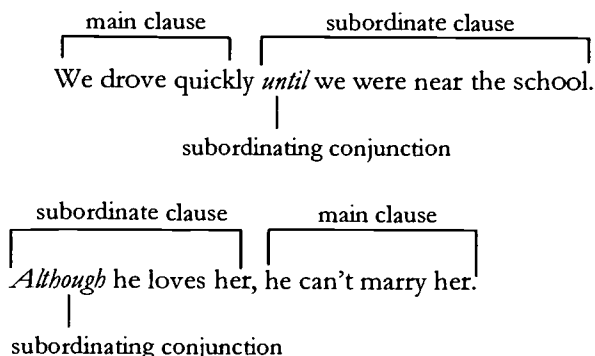 main clause subordinate clause
We drove quickly until we were near the school.
subordinating conjunction
subordinate clause main clause
Although he loves her, he can't marry her.
subordinating conjunction